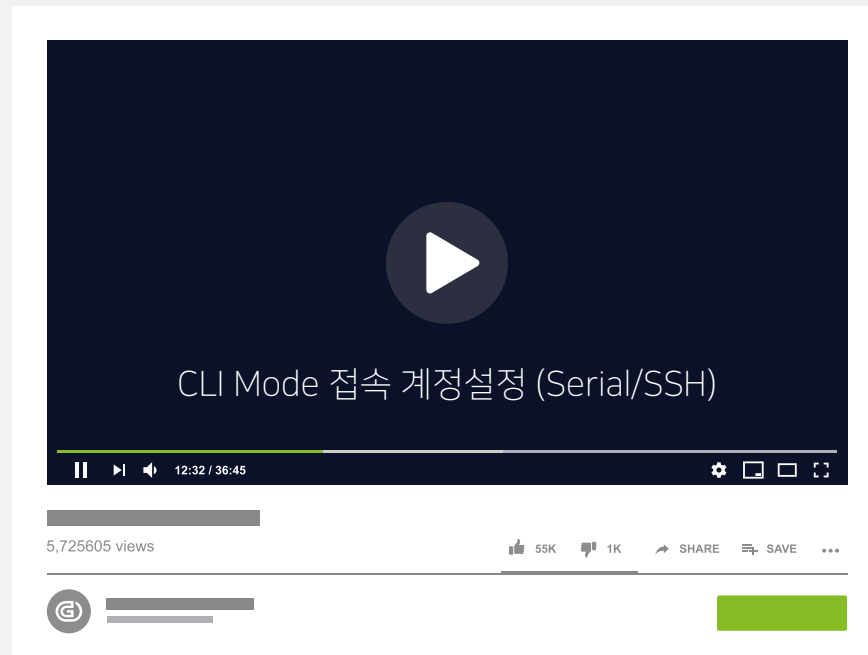 CLI Mode 접속 계정설정 (Serial/SSH)
12:32 / 36:45
5,725605 views
55K
1K
SHARE
SAVE